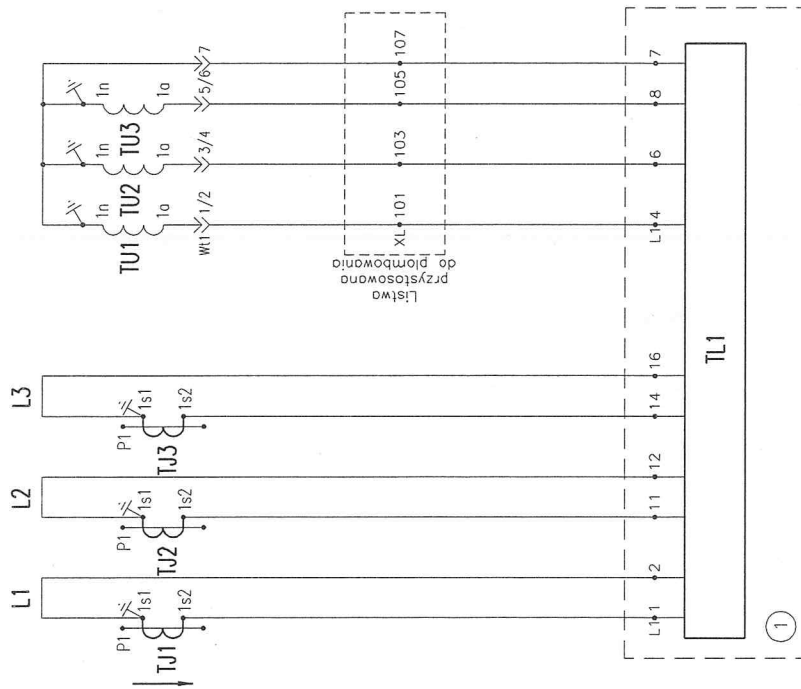 L1
L2
L3
P1
1s1
1s2
TJ1
P1
1s1
1s2
TJ2
P1
1s1
1s2
TJ3
1n
TU1
1a
1n
TU2
1a
1n
TU3
1a
Wt1 1/2
3/4
5/6
7
Listwa
przystosowana
do plombowania
XL 101
103
105
107
L1 1
2
11
12
14
16
L1 4
6
8
7
TL1
1